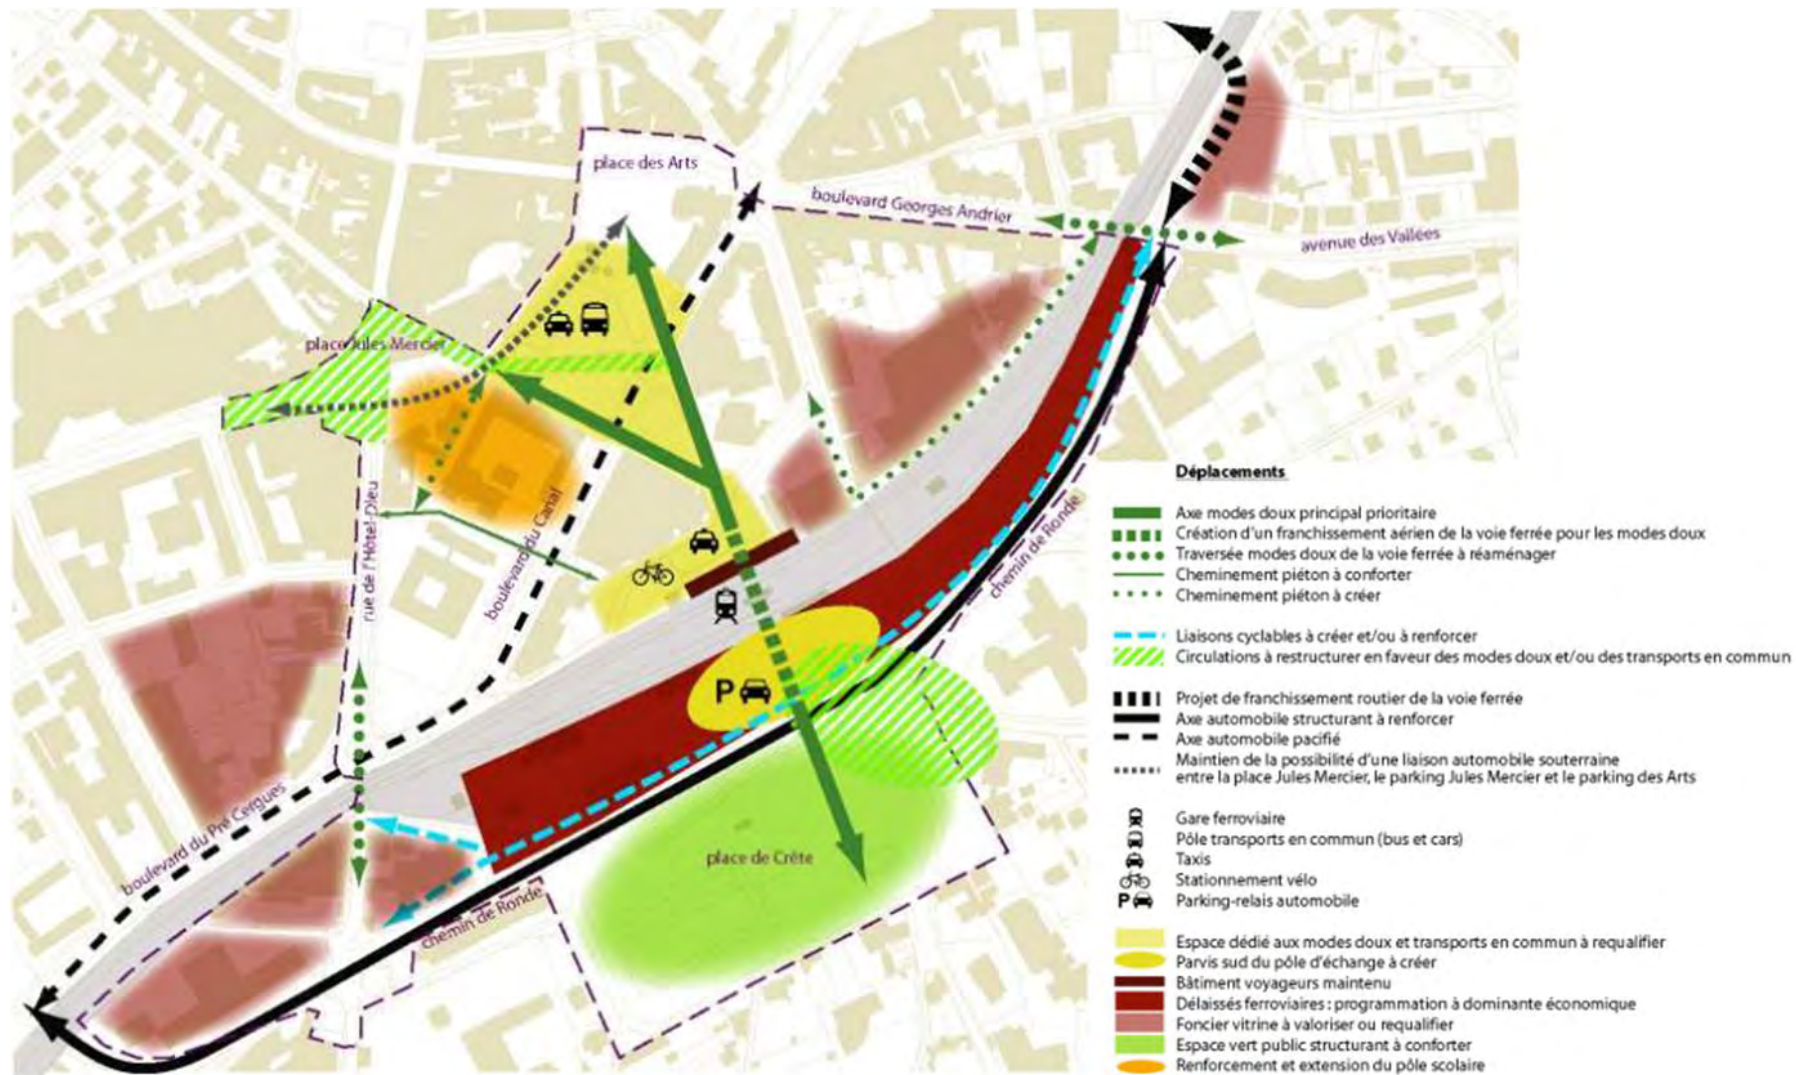 place des Arts
boulevard Georges Andrier
avenue des Vallées
place Jules Mercier
rue de l'Hôtel-Dieu
boulevard du Canal
chemin de Ronde
P
boulevard du Pré Cergues
place de Crête
chemin de Ronde
Déplacements
Axe modes doux principal prioritaire
Création d'un franchissement aérien de la voie ferrée pour les modes doux
Traversée modes doux de la voie ferrée à réaménager
Cheminement piéton à conforter
Cheminement piéton à créer
Liaisons cyclables à créer et/ou à renforcer
Circulations à restructurer en faveur des modes doux et/ou des transports en commun
Projet de franchissement routier de la voie ferrée
Axe automobile structurant à renforcer
Axe automobile pacifié
Maintien de la possibilité d'une liaison automobile souterraine
entre la place Jules Mercier, le parking Jules Mercier et le parking des Arts
Gare ferroviaire
Pôle transports en commun (bus et cars)
Taxis
Stationnement vélo
P Parking-relais automobile
Espace dédié aux modes doux et transports en commun à requalifier
Parvis sud du pôle d'échange à créer
Bâtiment voyageurs maintenu
Délaissés ferroviaires : programmation à dominante économique
Foncier vitrine à valoriser ou requalifier
Espace vert public structurant à conforter
Renforcement et extension du pôle scolaire